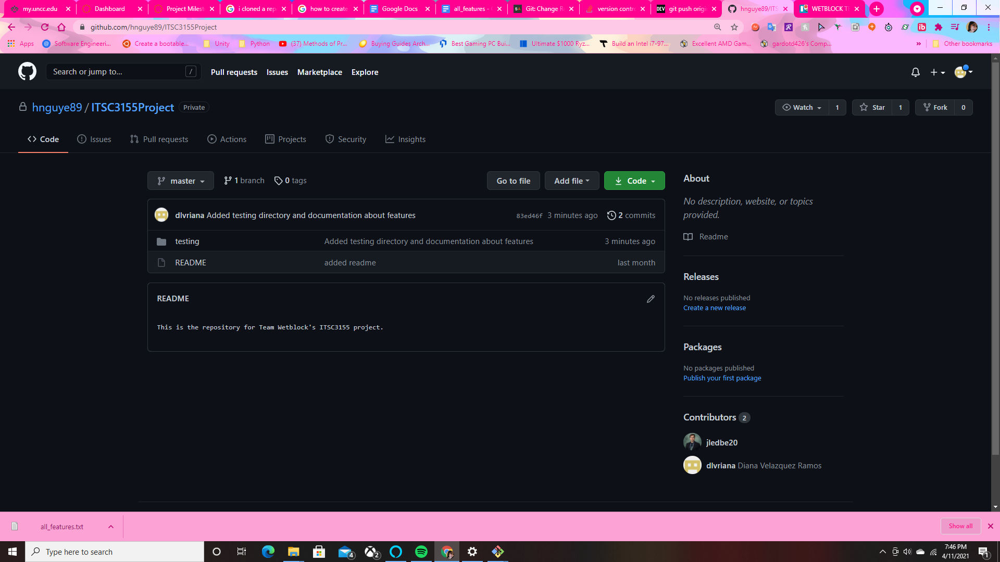 my.uncc.edu
Dashboard
Project Milest
i cloned a rep
how to create
Google Docs
all_features -
SA Git: Change R
version contr
DEV git push origi
hnguye89/ITS
WETBLOCK T
github.com/hnguye89/ITSC3155Project
Apps
Software Engineeri...
Create a bootable...
Unity
Python
(37) Methods of Pr...
Buying Guides Arch...
Best Gaming PC Bui...
Ultimate $1000 Ryz...
Build an Intel i7-97...
Excellent AMD Gam...
gardotd426's Comp...
»
Other bookmarks
Search or jump to...
/
Pull requests
Issues
Marketplace
Explore
hnguye89 / ITSC3155Project
Private
Watch 1
Star 1
Fork 0
Code
Issues
Pull requests
Actions
Projects
Security
Insights
master
1 branch
0 tags
Go to file
Add file
Code
dlvriana Added testing directory and documentation about features
83ed46f 3 minutes ago
2 commits
testing
Added testing directory and documentation about features
3 minutes ago
README
added readme
last month
README
This is the repository for Team Wetblock's ITSC3155 project.
About
No description, website, or topics
provided.
Readme
Releases
No releases published
Create a new release
Packages
No packages published
Publish your first package
Contributors 2
jledbe20
dlvriana Diana Velazquez Ramos
all_features.txt
Show all
Type here to search
4
2
7:46 PM
4/11/2021
1